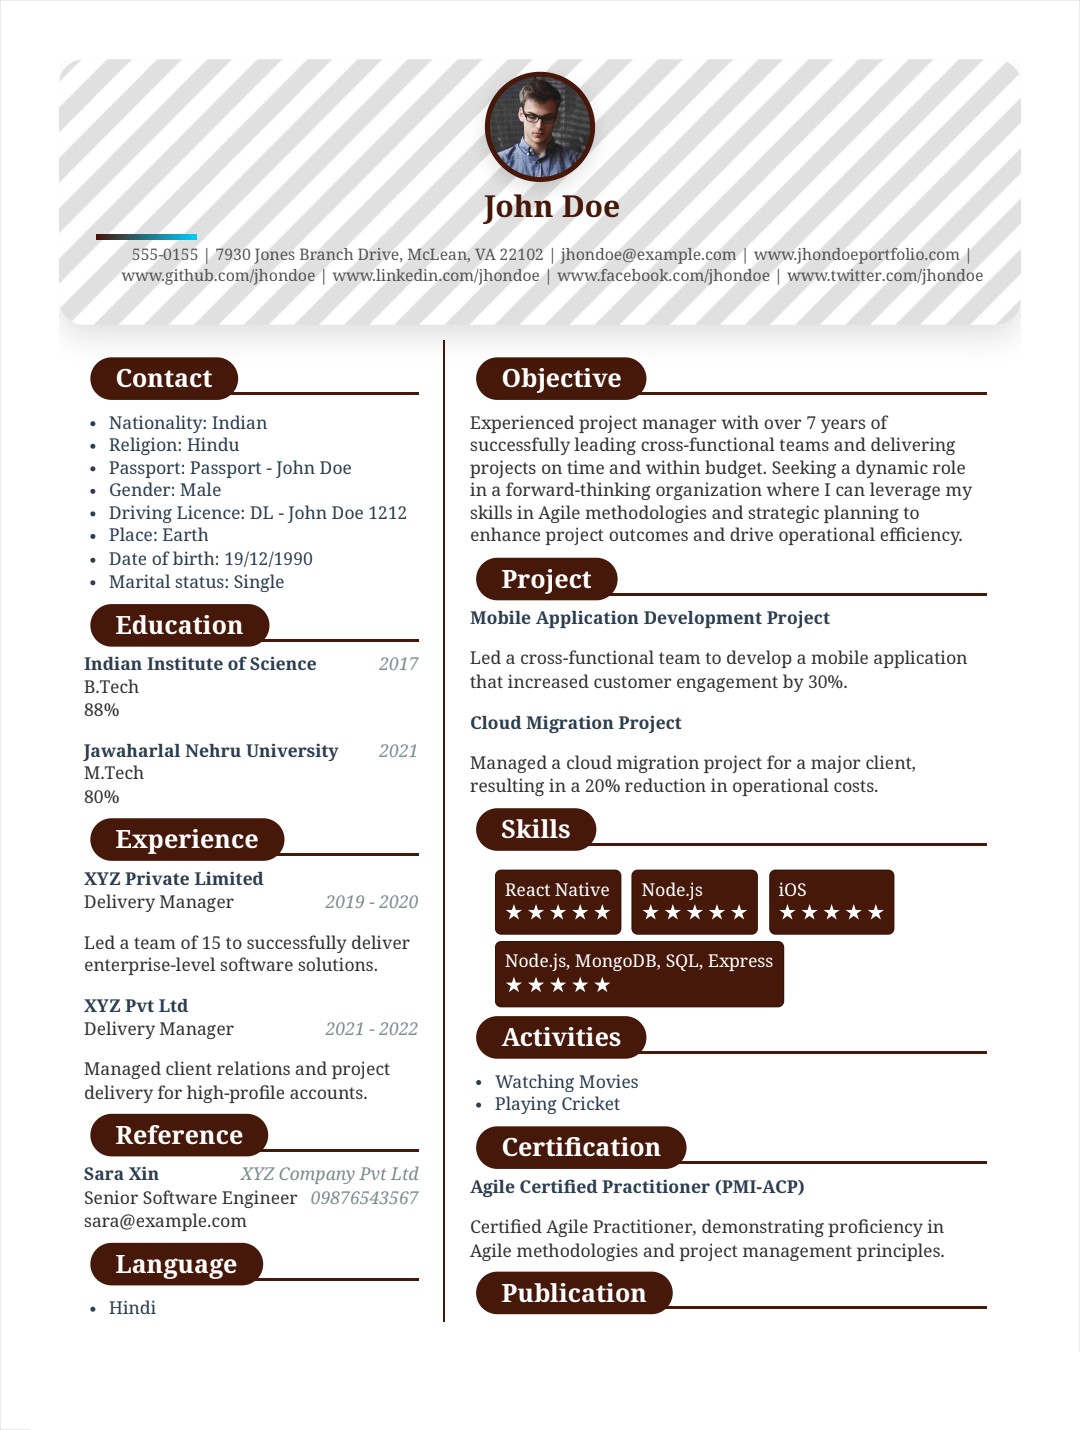 John Doe
555-0155 | 7930 Jones Branch Drive, McLean, VA 22102 | jhondoe@example.com | www.jhondoeportfolio.com |
www.github.com/jhondoe | www.linkedin.com/jhondoe | www.facebook.com/jhondoe | www.twitter.com/jhondoe
Contact
• Nationality: Indian
• Religion: Hindu
• Passport: Passport - John Doe
• Gender: Male
• Driving Licence: DL - John Doe 1212
• Place: Earth
• Date of birth: 19/12/1990
• Marital status: Single
Education
Indian Institute of Science 2017
B.Tech
88%
Jawaharlal Nehru University 2021
M.Tech
80%
Experience
XYZ Private Limited
Delivery Manager 2019 - 2020
Led a team of 15 to successfully deliver
enterprise-level software solutions.
XYZ Pvt Ltd
Delivery Manager 2021 - 2022
Managed client relations and project
delivery for high-profile accounts.
Reference
Sara Xin XYZ Company Pvt Ltd
Senior Software Engineer 09876543567
sara@example.com
Language
• Hindi
Objective
Experienced project manager with over 7 years of
successfully leading cross-functional teams and delivering
projects on time and within budget. Seeking a dynamic role
in a forward-thinking organization where I can leverage my
skills in Agile methodologies and strategic planning to
enhance project outcomes and drive operational efficiency.
Project
Mobile Application Development Project
Led a cross-functional team to develop a mobile application
that increased customer engagement by 30%.
Cloud Migration Project
Managed a cloud migration project for a major client,
resulting in a 20% reduction in operational costs.
Skills
React Native Node.js iOS
★★★★★ ★★★★★ ★★★★★
Node.js, MongoDB, SQL, Express
★★★★★
Activities
• Watching Movies
• Playing Cricket
Certification
Agile Certified Practitioner (PMI-ACP)
Certified Agile Practitioner, demonstrating proficiency in
Agile methodologies and project management principles.
Publication